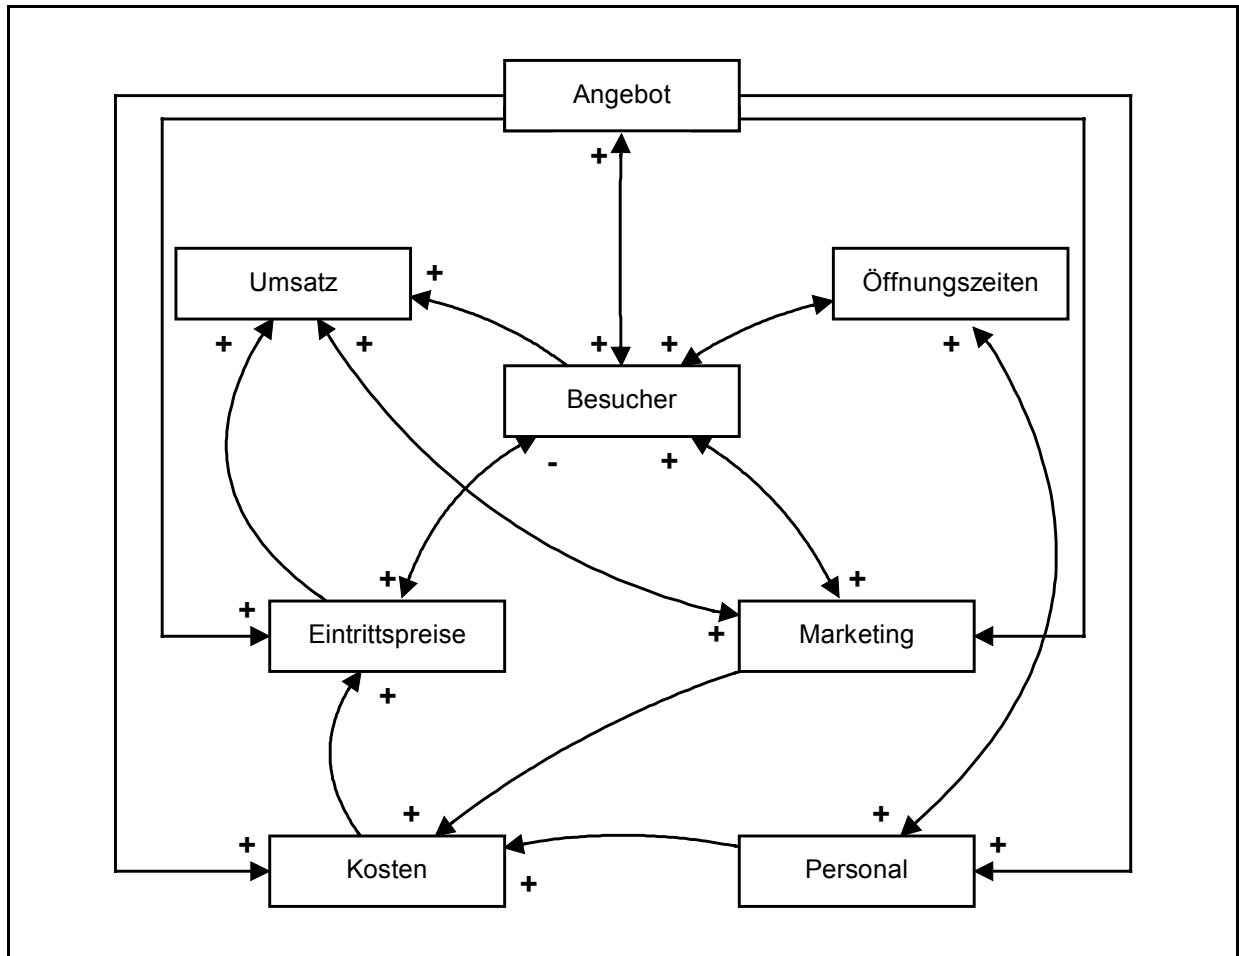 Angebot
+
Umsatz
+
Öffnungszeiten
+
+
+
+
+
Besucher
-
+
+
+
+
Eintrittspreise
+
Marketing
+
+
+
+
+
Kosten
+
Personal